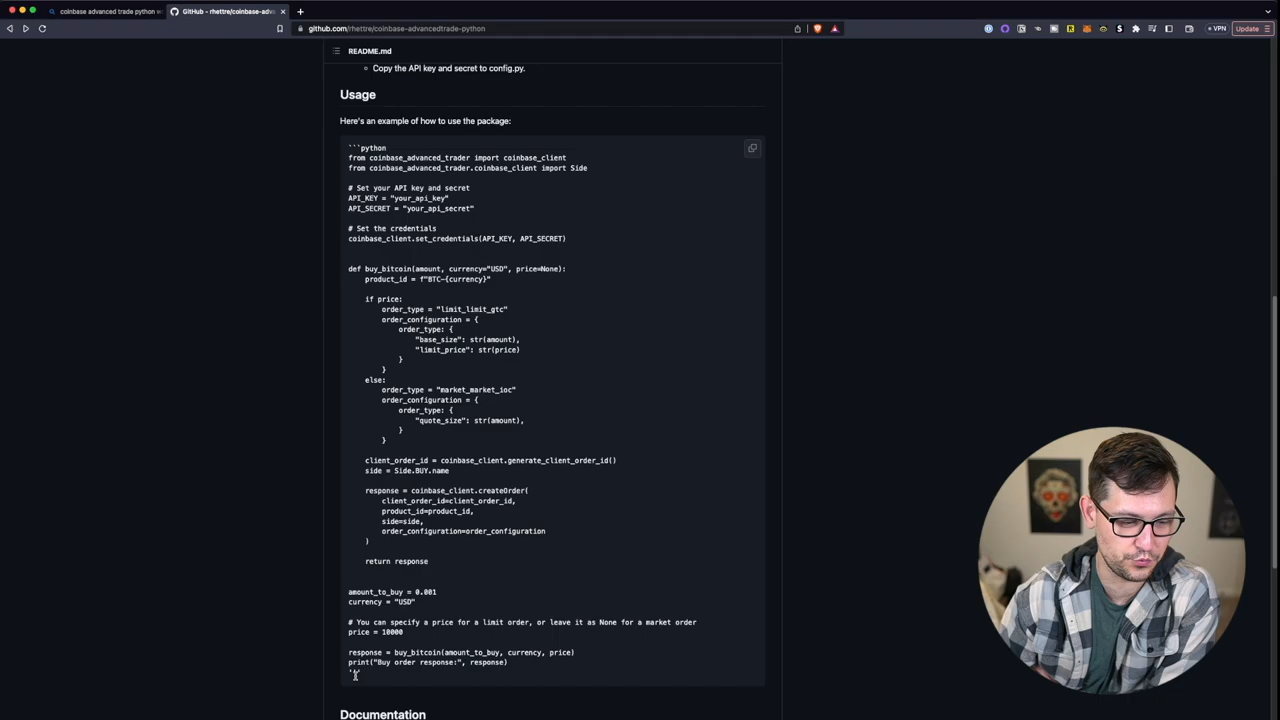 coinbase advanced trade python w
GitHub - rhettre/coinbase-adva
github.com/rhettre/coinbase-advancedtrade-python
VPN
Update
README.md
Copy the API key and secret to config.py.
Usage
Here's an example of how to use the package:
```python
from coinbase_advanced_trader import coinbase_client
from coinbase_advanced_trader.coinbase_client import Side
# Set your API key and secret
API_KEY = "your_api_key"
API_SECRET = "your_api_secret"
# Set the credentials
coinbase_client.set_credentials(API_KEY, API_SECRET)
def buy_bitcoin(amount, currency="USD", price=None):
product_id = f"BTC-{currency}"
if price:
order_type = "limit_limit_gtc"
order_configuration = {
order_type: {
"base_size": str(amount),
"limit_price": str(price)
}
}
else:
order_type = "market_market_ioc"
order_configuration = {
order_type: {
"quote_size": str(amount),
}
}
client_order_id = coinbase_client.generate_client_order_id()
side = Side.BUY.name
response = coinbase_client.createOrder(
client_order_id=client_order_id,
product_id=product_id,
side=side,
order_configuration=order_configuration
)
return response
amount_to_buy = 0.001
currency = "USD"
# You can specify a price for a limit order, or leave it as None for a market order
price = 10000
response = buy_bitcoin(amount_to_buy, currency, price)
print("Buy order response:", response)
Documentation